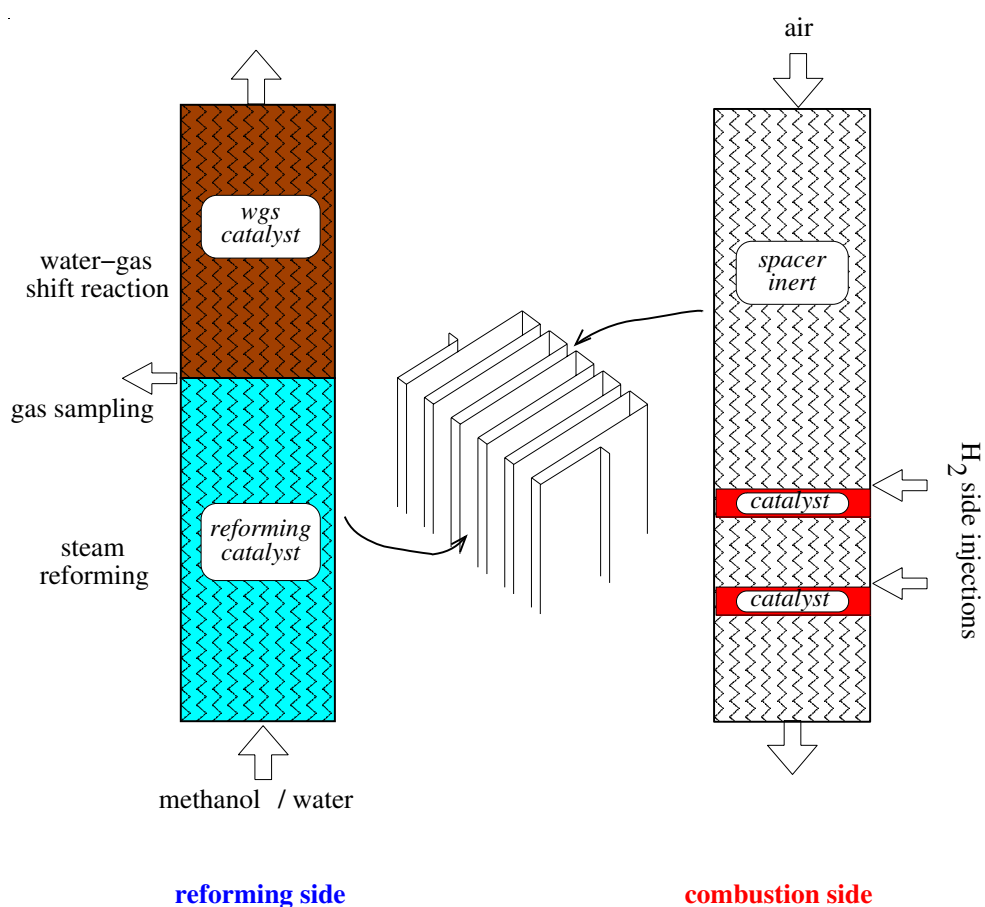 air
wgs
catalyst
water−gas
shift reaction
spacer
inert
gas sampling
catalyst
H2 side injections
reforming
catalyst
steam
reforming
catalyst
methanol / water
reforming side
combustion side